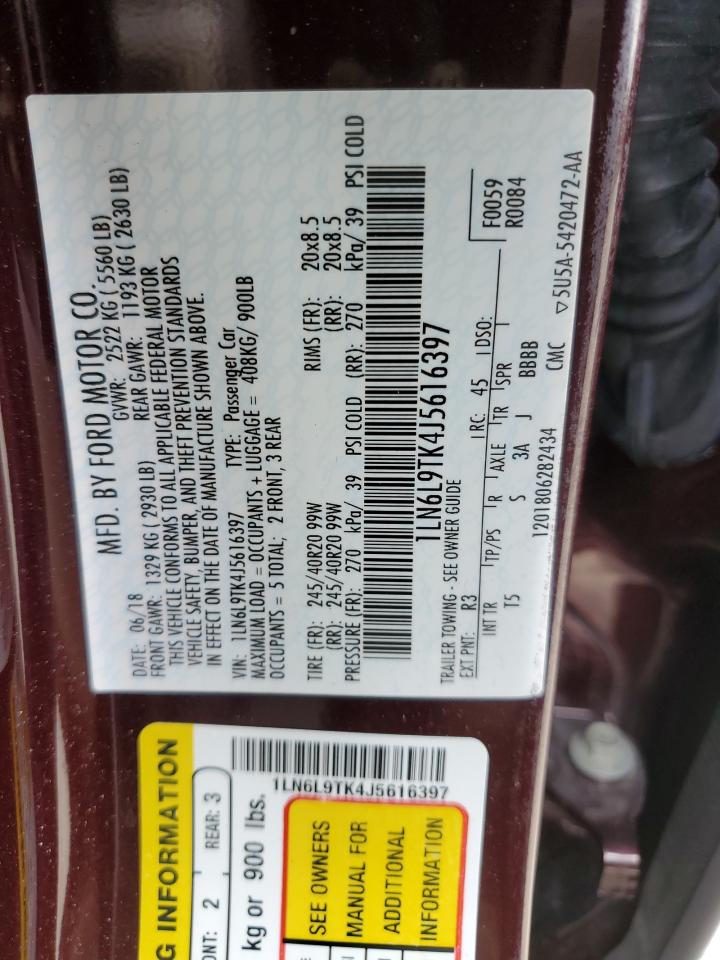 MFD. BY FORD MOTOR CO.
DATE: 06/18 GVWR: 2522 KG ( 5560 LB)
FRONT GAWR: 1329 KG ( 2930 LB) REAR GAWR: 1193 KG ( 2630 LB)
THIS VEHICLE CONFORMS TO ALL APPLICABLE FEDERAL MOTOR
VEHICLE SAFETY, BUMPER, AND THEFT PREVENTION STANDARDS
IN EFFECT ON THE DATE OF MANUFACTURE SHOWN ABOVE.
VIN: 1LN6L9TK4J5616397 TYPE: Passenger Car
MAXIMUM LOAD = OCCUPANTS + LUGGAGE = 408KG/ 900LB
OCCUPANTS = 5 TOTAL; 2 FRONT, 3 REAR
TIRE (FR): 245/40R20 99W RIMS (FR): 20x8.5
(RR): 245/40R20 99W (RR): 20x8.5
PRESSURE (FR): 270 kPa/ 39 PSI COLD (RR): 270 kPa/ 39 PSI COLD
1LN6L9TK4J5616397
TRAILER TOWING - SEE OWNER GUIDE
EXT PNT: R3 RC: 45 DSO: F0059
R0084
INT TR TP/PS R AXLE TR SPR
T5 S 3A J BBBB
1201806282434 CMC ▽5U5A-5420472-AA
G INFORMATION
ONT: 2 REAR: 3
kg or 900 lbs.
1LN6L9TK4J5616397
SEE OWNERS
MANUAL FOR
ADDITIONAL
INFORMATION